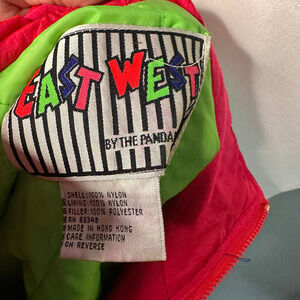 EAST WEST
BY THE PANDA
SHELL:100% NYLON
LINING:100% NYLON
FILLER:100% POLYESTER
RN 69346
MADE IN HONG KONG
CARE INFORMATION
ON REVERSE